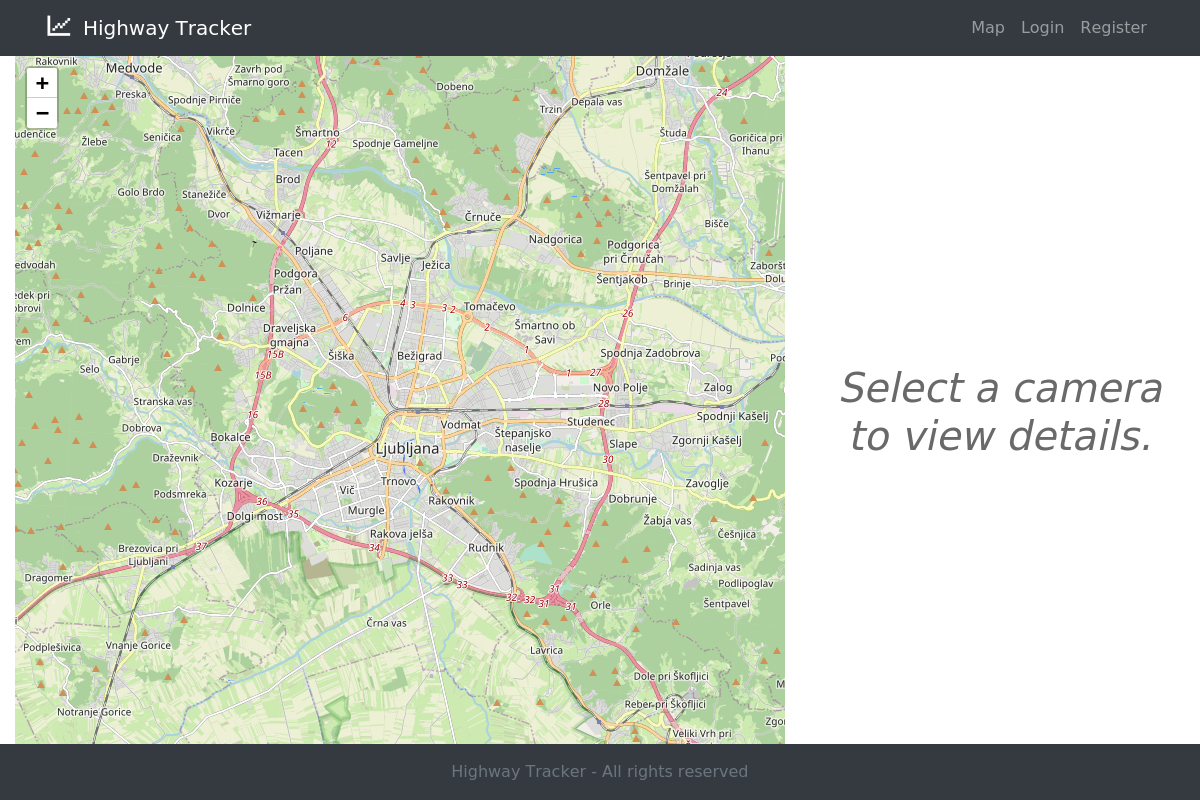 Highway Tracker
Map Login Register
+
−
Rakovnik
Medvode
Zavrh pod
Šmarno goro
Domžale
Preska
Spodnje Pirniče
Dobeno
24
Trzin
Depala vas
Seničica
Vikrče
Žlebe
Šmartno
12
Spodnje Gameljne
Študa
Goričica pri
Ihanu
Tacen
Brod
Šentpavel pri
Domžalah
Golo Brdo
Stanežiče
Dvor
Vižmarje
Črnuče
Bišče
Nadgorica
Podgorica
pri Črnučah
Poljane
Savlje
Ježica
Podgora
Pržan
Šentjakob
Brinje
Dolnice
4
3
3
2
Tomačevo
6
2
26
Draveljska
gmajna
Šmartno ob
Savi
15B
Šiška
Bežigrad
1
Spodnja Zadobrova
Gabrje
Selo
15B
1
27
Novo Polje
Zalog
Stranska vas
28
Spodnji Kašelj
Dobrova
16
Vodmat
Studenec
Bokalce
Ljubljana
Štepanjsko
naselje
Slape
Zgornji Kašelj
Draževnik
30
Podsmreka
Kozarje
Trnovo
Vič
Spodnja Hrušica
Zavoglje
Rakovnik
Dobrunje
36
Dolgi most
35
Murgle
Žabja vas
Češnjica
Rakova jelša
37
34
Rudnik
Brezovica pri
Ljubljani
Dragomer
33
33
Sadinja vas
Podlipoglav
31
32
32
31
31
Orle
Šentpavel
Črna vas
Podplešivica
Vnanje Gorice
Lavrica
Dole pri Škofljici
Notranje Gorice
Reber pri Škofljici
Veliki Vrh pri
Select a camera
to view details.
Highway Tracker - All rights reserved